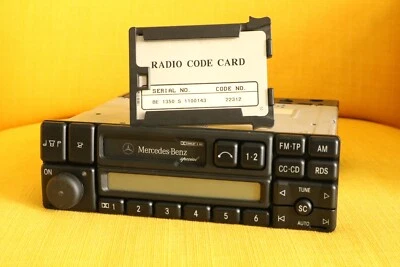 RADIO CODE CARD
SERIAL NO. CODE NO.
BE 1350 G 1100143 22312
Mercedes-Benz
special
1·2
FM·TP AM
CC·CD RDS
TUNE
SC
AUTO
ON
1 2 3 4 5 6